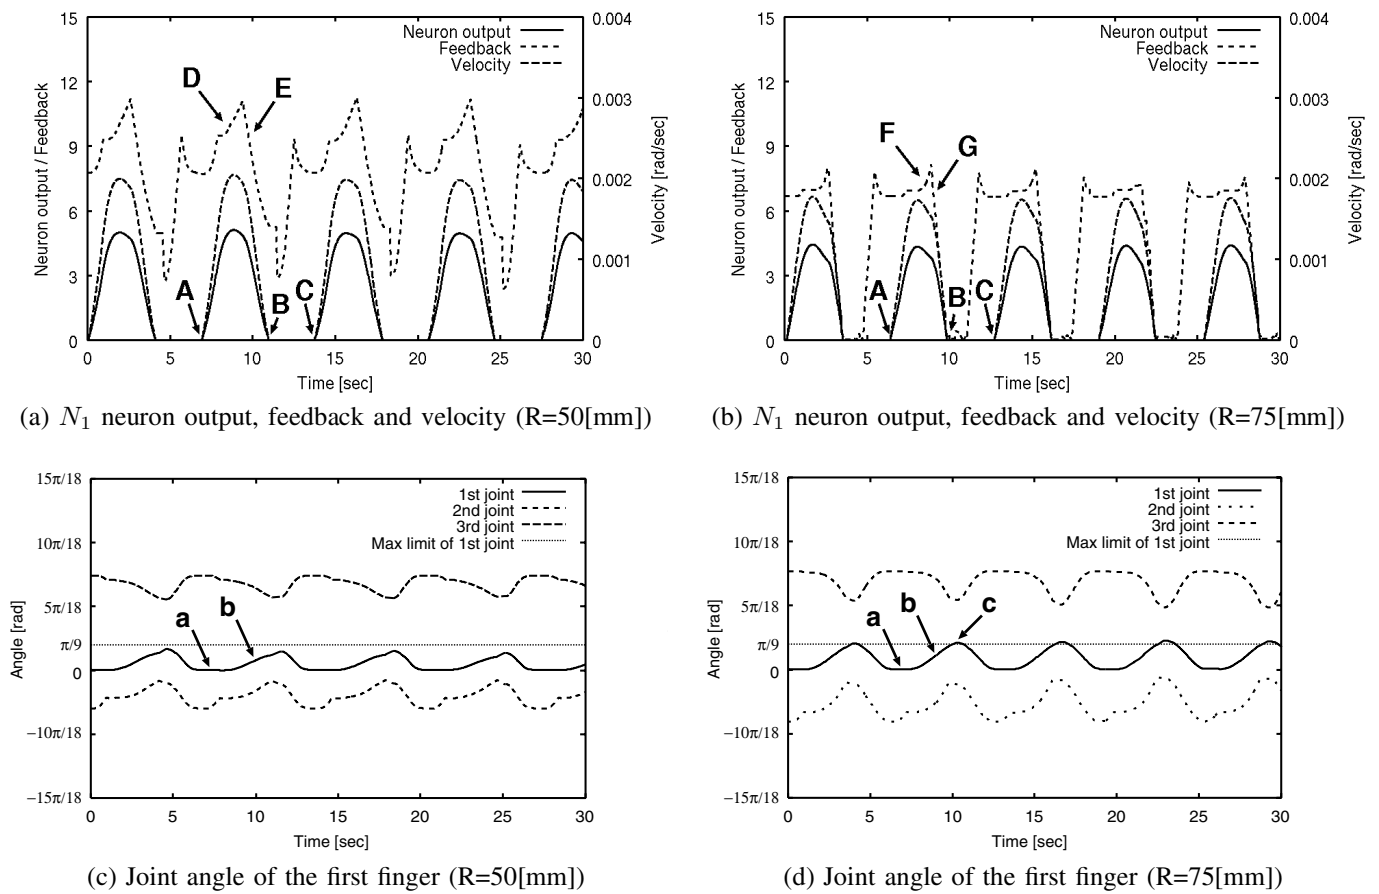 15
12
9
6
3
0
Neuron output / Feedback
Neuron output
Feedback
Velocity
D
E
A
B
C
0.004
0.003
0.002
0.001
0
Velocity [rad/sec]
0 5 10 15 20 25 30
Time [sec]
(a) N1 neuron output, feedback and velocity (R=50[mm])
15
12
9
6
3
0
Neuron output / Feedback
Neuron output
Feedback
Velocity
F
G
A
B
C
0.004
0.003
0.002
0.001
0
Velocity [rad/sec]
0 5 10 15 20 25 30
Time [sec]
(b) N1 neuron output, feedback and velocity (R=75[mm])
15π/18
10π/18
5π/18
π/9
0
−10π/18
−15π/18
Angle [rad]
1st joint
2nd joint
3rd joint
Max limit of 1st joint
a
b
0 5 10 15 20 25 30
Time [sec]
(c) Joint angle of the first finger (R=50[mm])
15π/18
10π/18
5π/18
π/9
0
−10π/18
−15π/18
Angle [rad]
1st joint
2nd joint
3rd joint
Max limit of 1st joint
a
b
c
0 5 10 15 20 25 30
Time [sec]
(d) Joint angle of the first finger (R=75[mm])